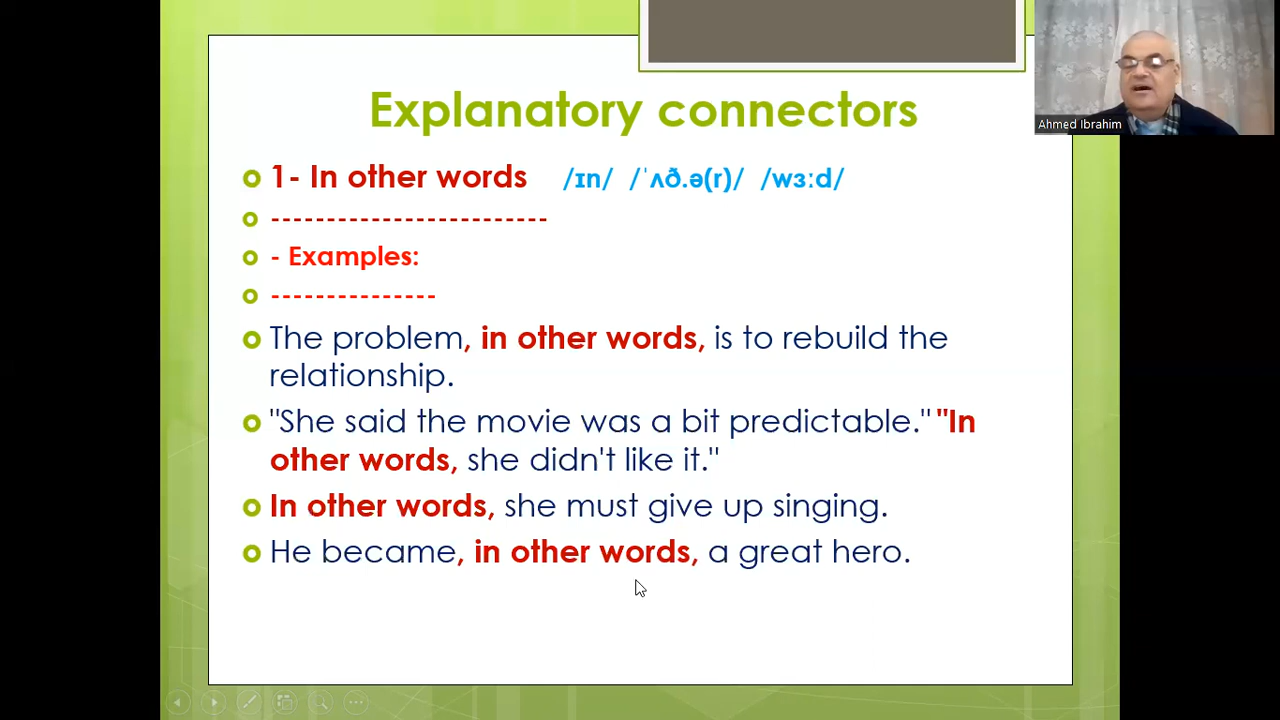 Explanatory connectors
1- In other words /ɪn/ /ˈʌð.ə(r)/ /wɜːd/
-------------------------
- Examples:
---------------
The problem, in other words, is to rebuild the
relationship.
"She said the movie was a bit predictable." "In
other words, she didn't like it."
In other words, she must give up singing.
He became, in other words, a great hero.
Ahmed Ibrahim